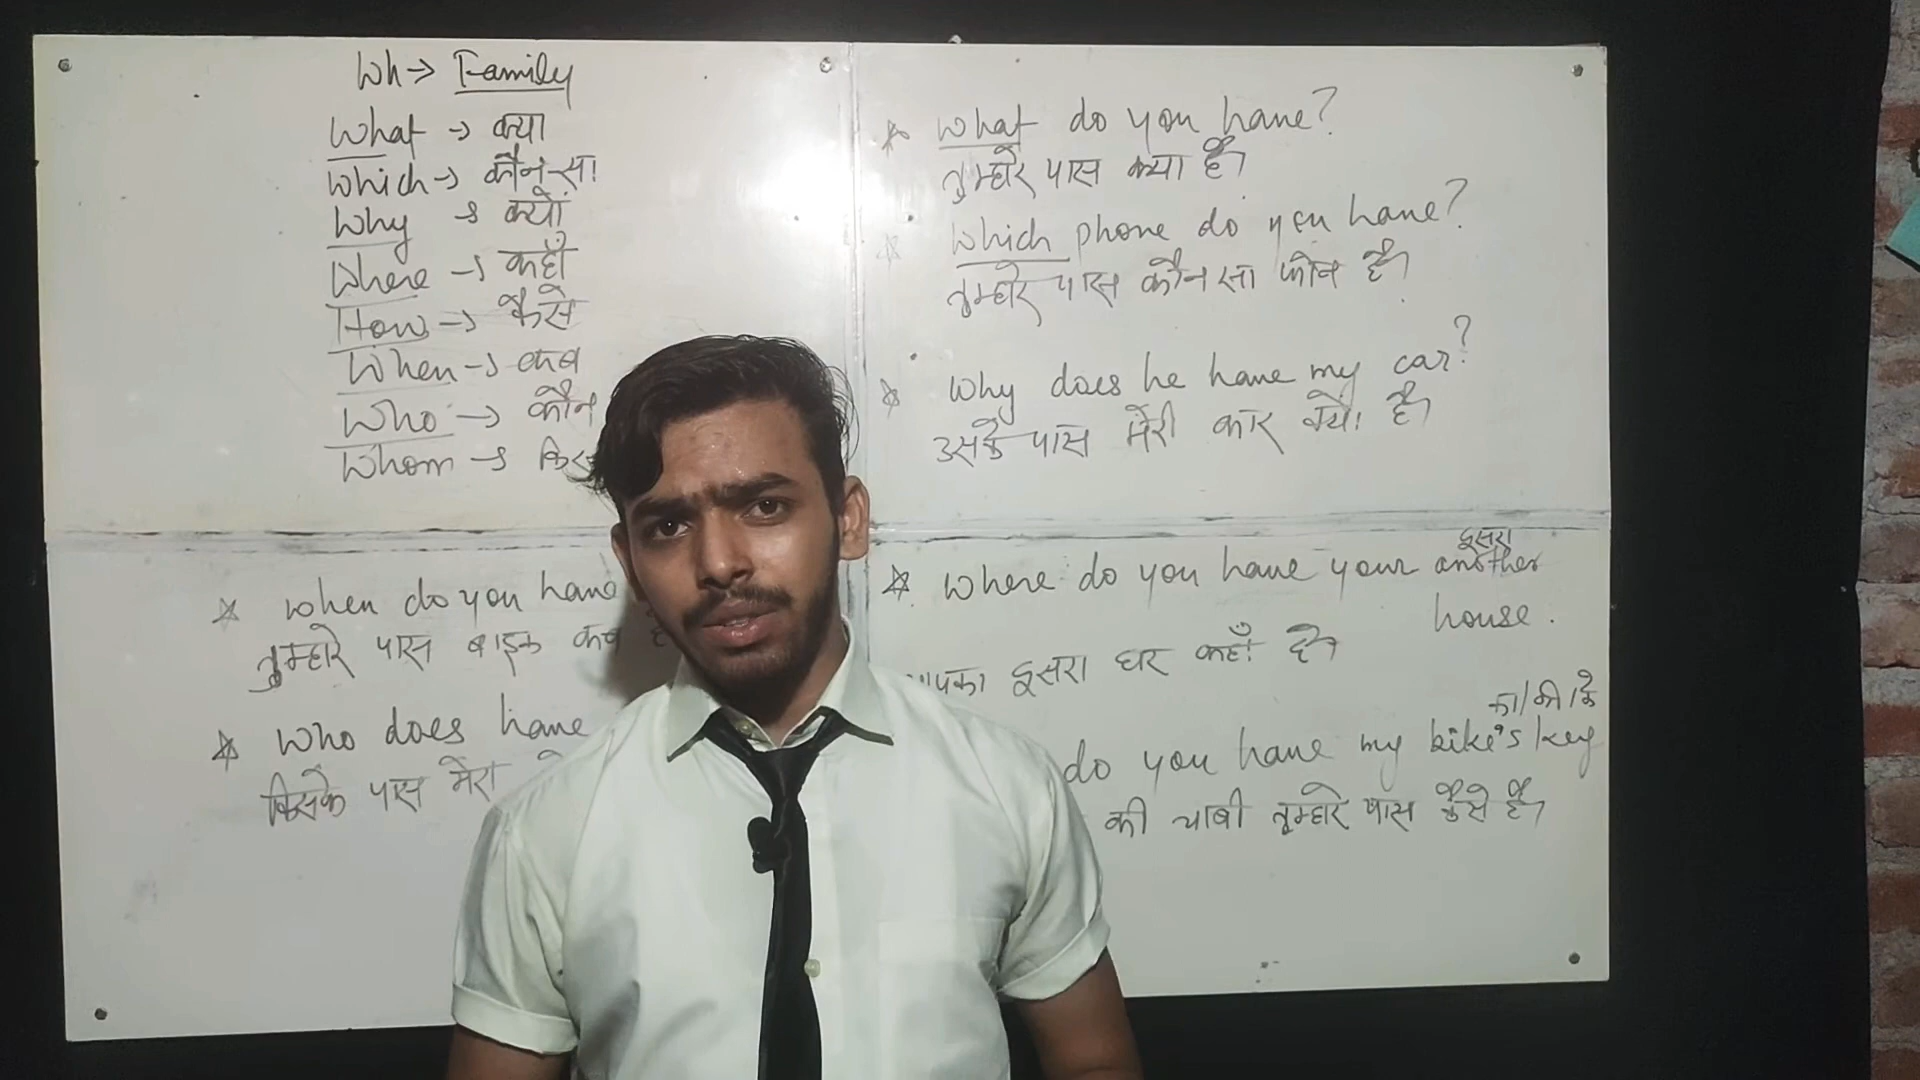 Wh → Family
What → क्या
Which → कौन-सा
Why → क्यों
Where → कहाँ
How → कैसे
When → कब
Who → कौन
Whom →
What do you have?
तुम्हारे पास क्या है।
Which phone do you have?
तुम्हारे पास कौन सा फोन है।
Why does he have my car?
उसके पास मेरी कार क्यों है।
When do you have
तुम्हारे पास बाइक कब
Who does have
किसके पास मेरा
दूसरा
Where do you have your another
house.
दूसरा घर कहाँ है।
का/की/के
do you have my bike's key
की चाबी तुम्हारे पास कैसे है।